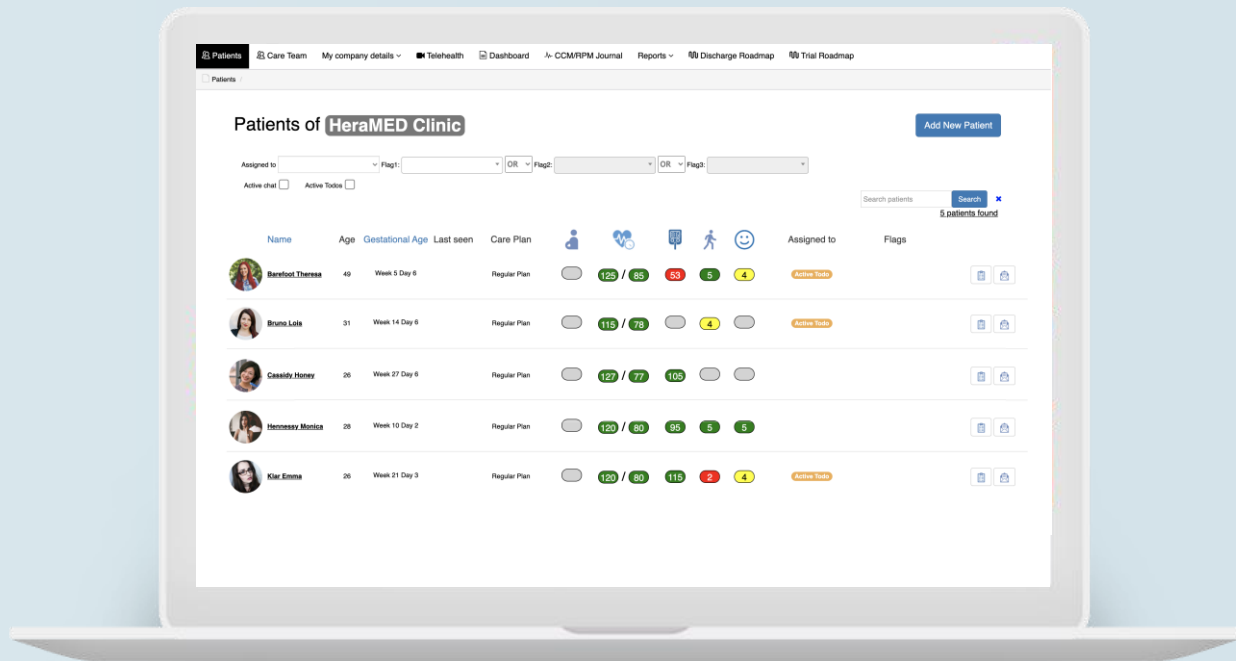 Patients Care Team My company details Telehealth Dashboard CCM/RPM Journal Reports Discharge Roadmap Trial Roadmap
Patients /
Patients of HeraMED Clinic
Add New Patient
Assigned to Flag1: OR Flag2: OR Flag3:
Active chat Active Todos
Search patients Search ×
5 patients found
Name Age Gestational Age Last seen Care Plan Assigned to Flags
Barefoot Theresa 49 Week 5 Day 6 Regular Plan 125 / 85 53 5 4 Active Todo
Bruno Lois 31 Week 14 Day 6 Regular Plan 115 / 78 4 Active Todo
Cassidy Honey 26 Week 27 Day 6 Regular Plan 127 / 77 105
Hennessy Monica 28 Week 10 Day 2 Regular Plan 120 / 80 95 5 5
Klar Emma 26 Week 21 Day 3 Regular Plan 120 / 80 115 2 4 Active Todo